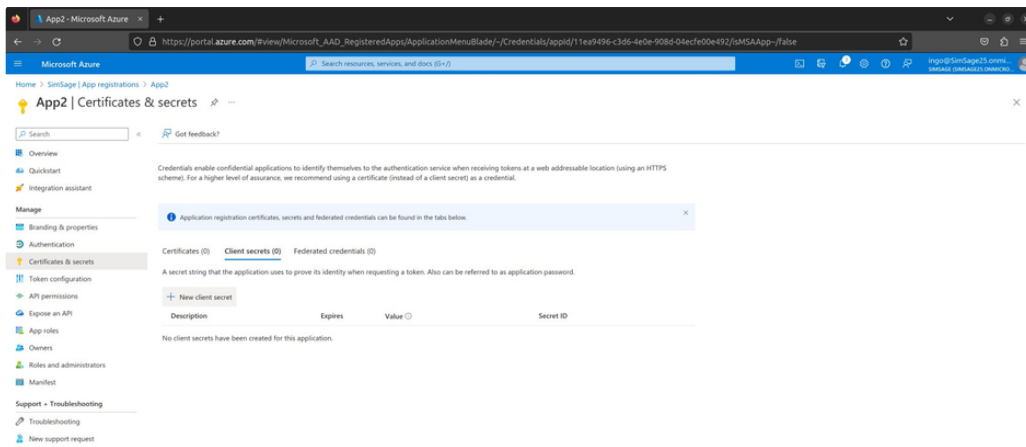 App2 - Microsoft Azure
https://portal.azure.com/#view/Microsoft_AAD_RegisteredApps/ApplicationMenuBlade/~/Credentials/appId/11ea9496-c3d6-4e0e-908d-04ecfe00e492/isMSAApp~/false
Microsoft Azure
Search resources, services, and docs (G+/)
ingo@SimSage25.onmi...
SIMSAGE (SIMSAGE25.ONMICRO...
Home > SimSage | App registrations > App2
App2 | Certificates & secrets
Search
Got feedback?
Overview
Quickstart
Integration assistant
Manage
Branding & properties
Authentication
Certificates & secrets
Token configuration
API permissions
Expose an API
App roles
Owners
Roles and administrators
Manifest
Support + Troubleshooting
Troubleshooting
New support request
Credentials enable confidential applications to identify themselves to the authentication service when receiving tokens at a web addressable location (using an HTTPS
scheme). For a higher level of assurance, we recommend using a certificate (instead of a client secret) as a credential.
Application registration certificates, secrets and federated credentials can be found in the tabs below.
Certificates (0) Client secrets (0) Federated credentials (0)
A secret string that the application uses to prove its identity when requesting a token. Also can be referred to as application password.
New client secret
Description Expires Value Secret ID
No client secrets have been created for this application.